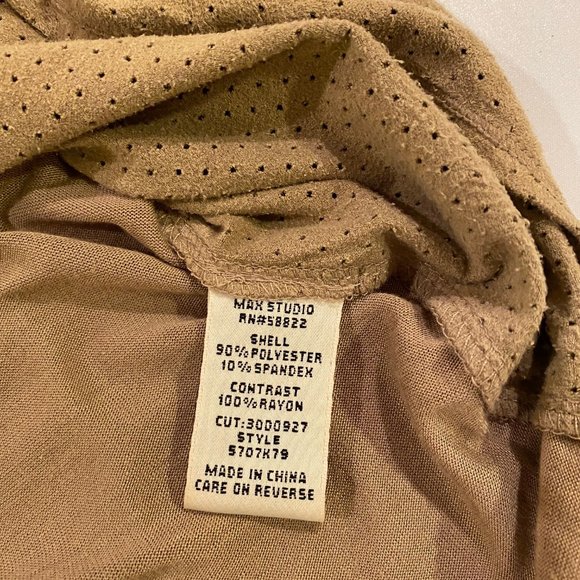 MAX STUDIO
RN#58822
SHELL
90%POLYESTER
10%SPANDEX
CONTRAST
100%RAYON
CUT:3000927
STYLE
5707K79
MADE IN CHINA
CARE ON REVERSE